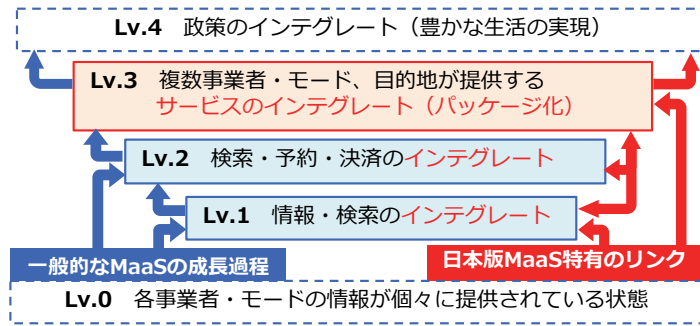 Lv.4 政策のインテグレート（豊かな生活の実現）
Lv.3 複数事業者・モード、目的地が提供する
サービスのインテグレート（パッケージ化）
Lv.2 検索・予約・決済のインテグレート
Lv.1 情報・検索のインテグレート
一般的なMaaSの成長過程
日本版MaaS特有のリンク
Lv.0 各事業者・モードの情報が個々に提供されている状態